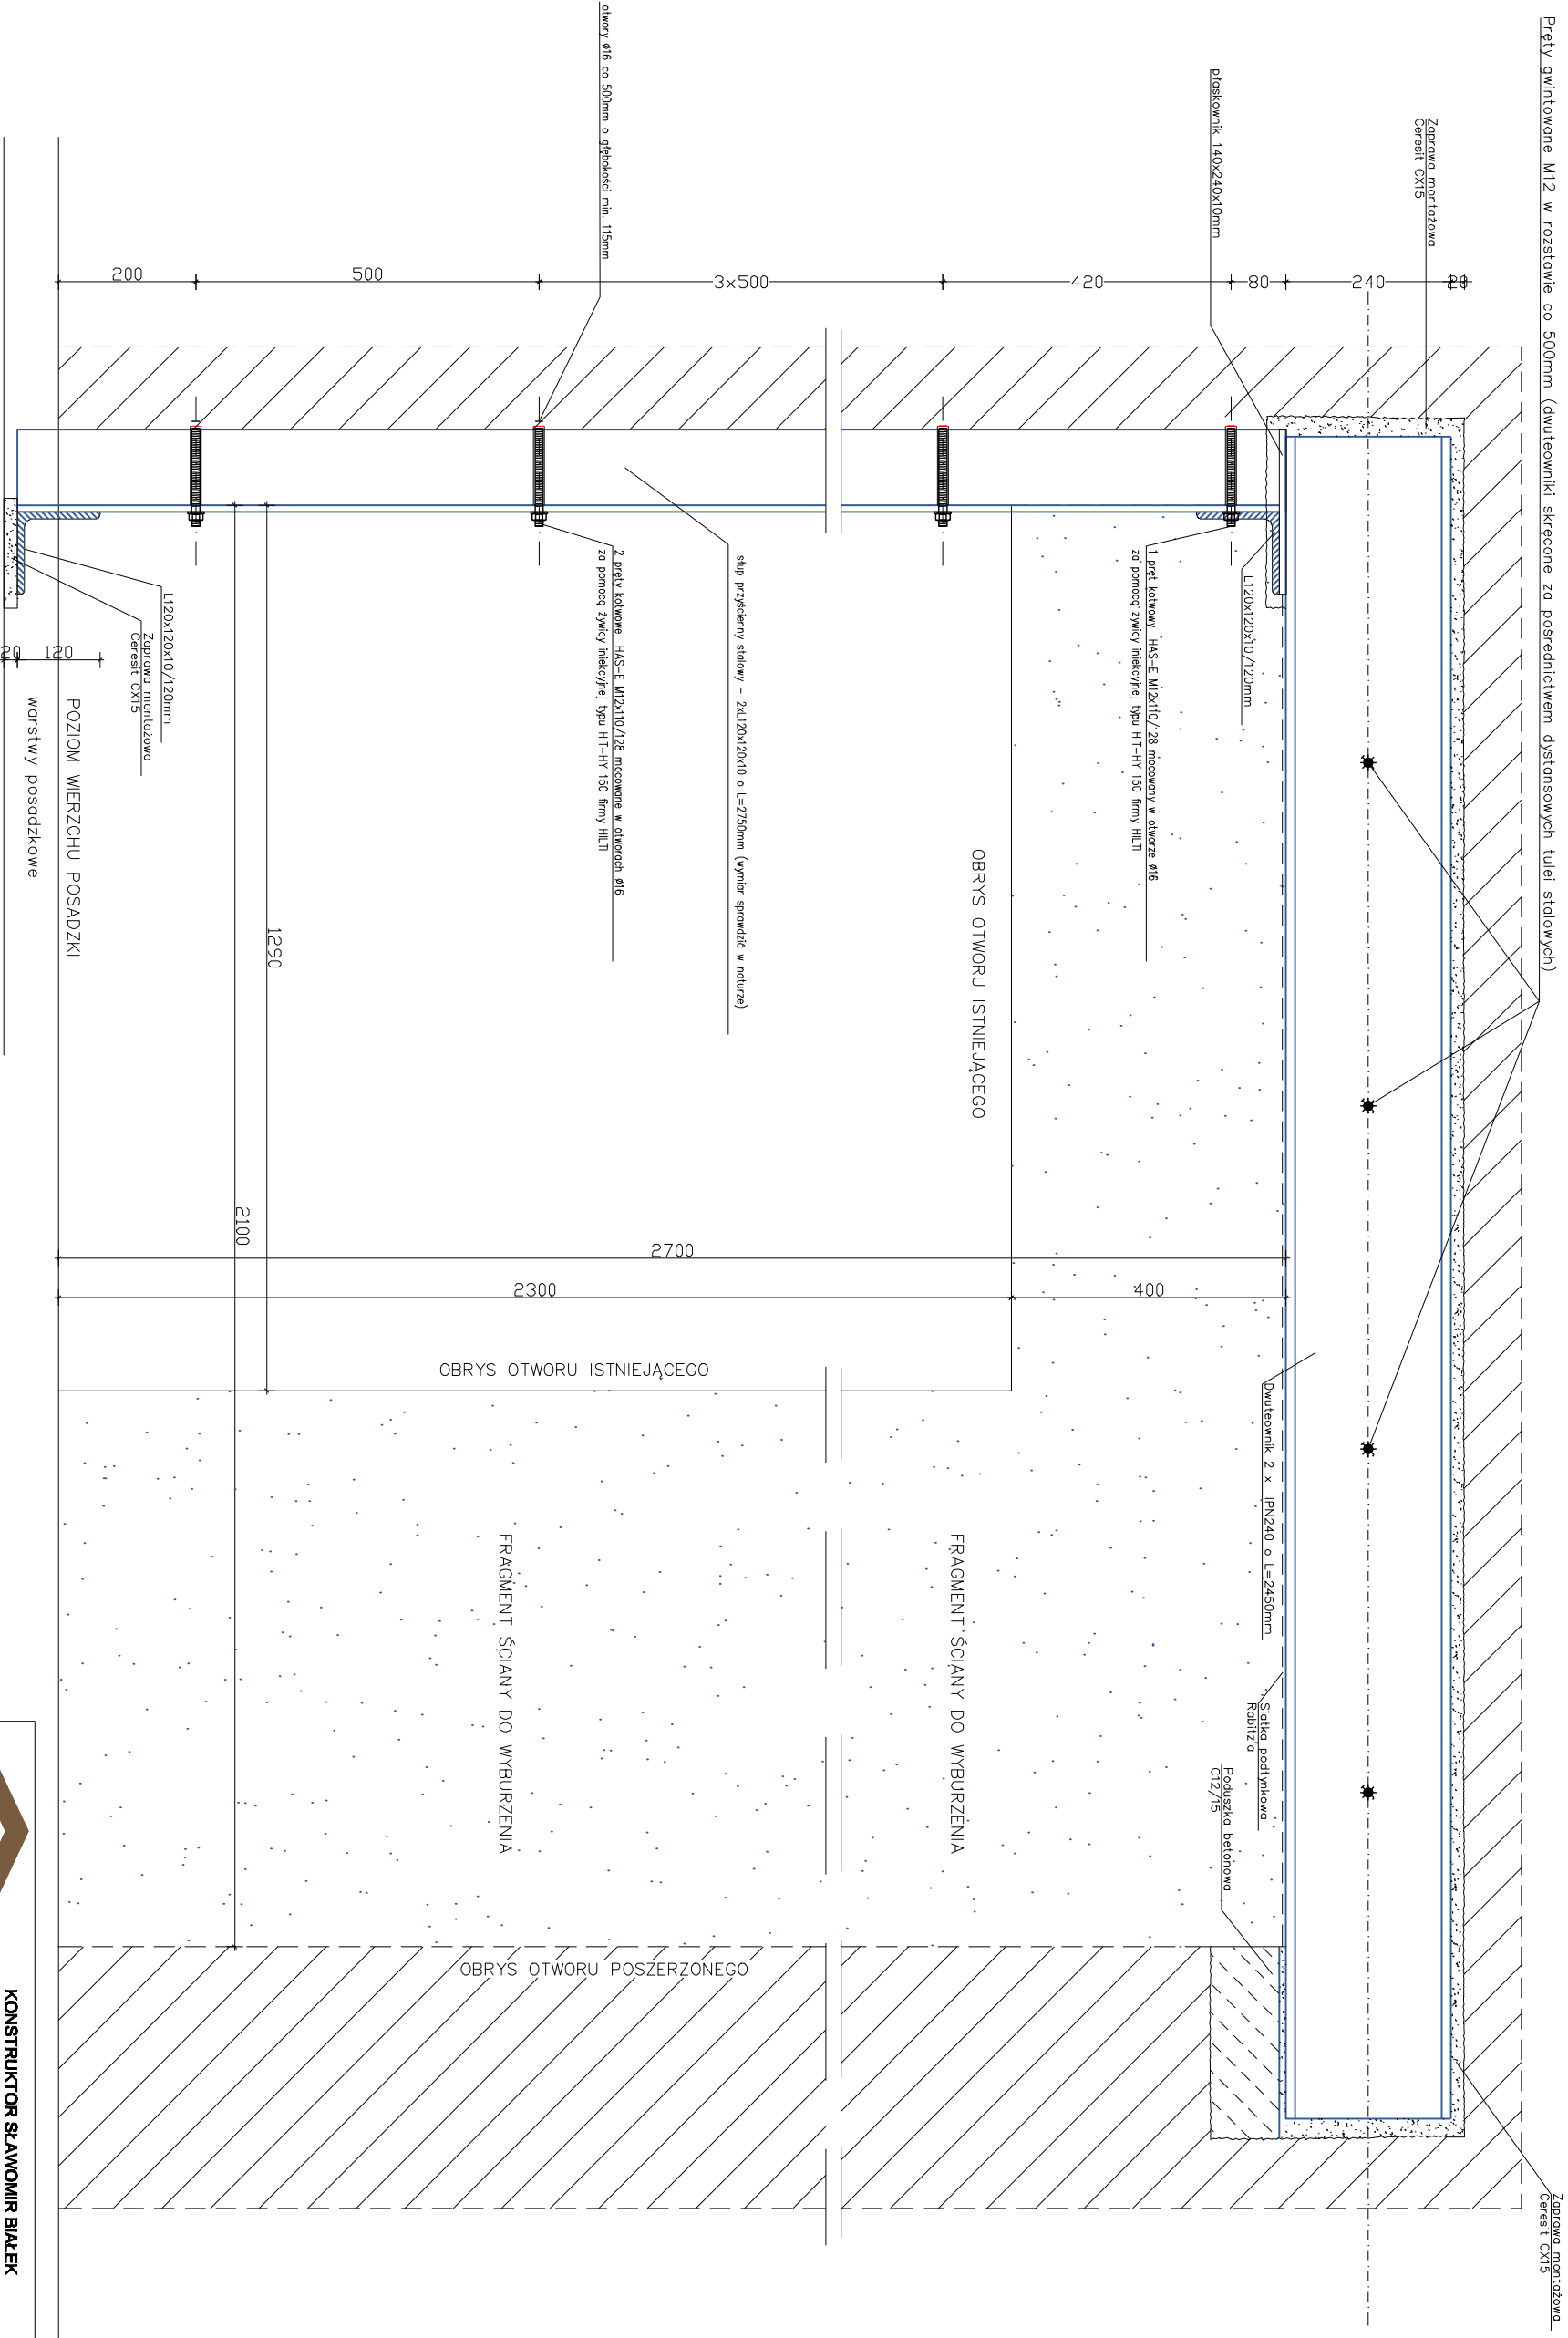 Pręty gwintowane M12 w rozstawie co 500mm (dwuteowniki skręcone za pośrednictwem dystansowych tulei stalowych)
Zaprawa montażowa
Ceresit CX15
Zaprawa montażowa
Ceresit CX15
płaskownik 140x240x10mm
20
240
80
420
3x500
500
200
L120x120x10/120mm
1 pręt kotwowy HAS-E M12x110/128 mocowany w otworze ø16
za pomocą żywicy iniekcyjnej typu HIT-HY 150 firmy HILTI
Dwuteownik 2 x IPN240 o L=2450mm
Siatka podtynkowa
Rabitz'a
Poduszka betonowa
C12/15
OBRYS OTWORU ISTNIEJĄCEGO
400
2700
2300
FRAGMENT ŚCIANY DO WYBURZENIA
słup przyścienny stalowy - 2xL120x120x10 o L=2750mm (wymiar sprawdzić w naturze)
otwory ø16 co 500mm o głębokości min. 115mm
2 pręty kotwowe HAS-E M12x110/128 mocowane w otworach ø16
za pomocą żywicy iniekcyjnej typu HIT-HY 150 firmy HILTI
OBRYS OTWORU ISTNIEJĄCEGO
FRAGMENT ŚCIANY DO WYBURZENIA
OBRYS OTWORU POSZERZONEGO
1290
2100
L120x120x10/120mm
Zaprawa montażowa
Ceresit CX15
120
20
POZIOM WIERZCHU POSADZKI
warstwy posadzkowe
KONSTRUKTOR SŁAWOMIR BIAŁEK